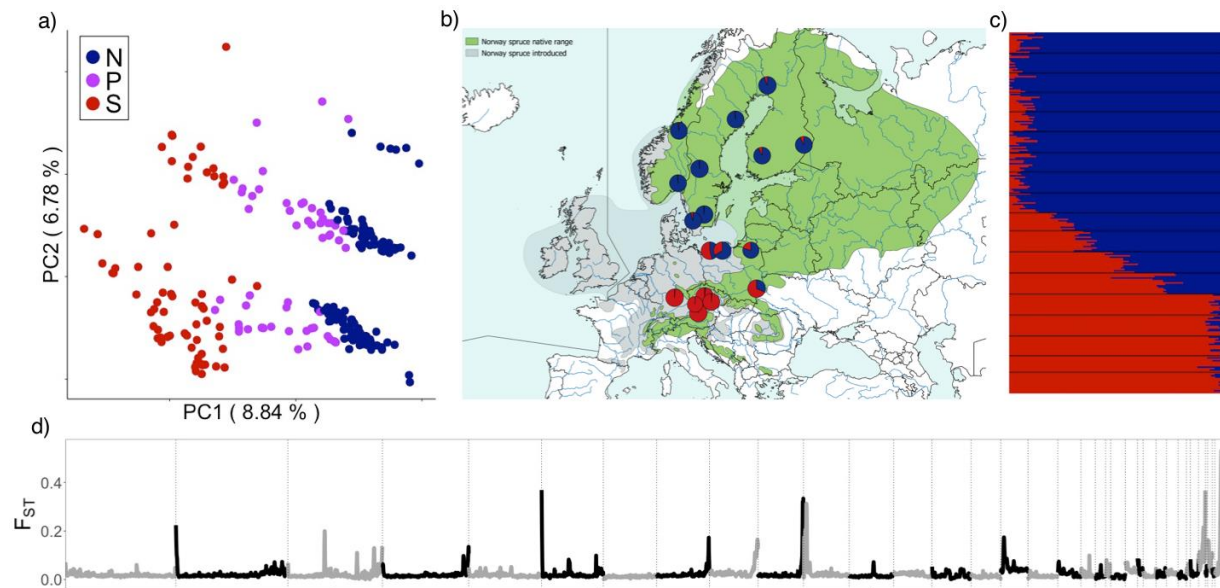 a)
N
P
S
PC2 ( 6.78 % )
PC1 ( 8.84 % )
b)
Norway spruce native range
Norway spruce introduced
c)
d)
FST
0.4
0.2
0.0